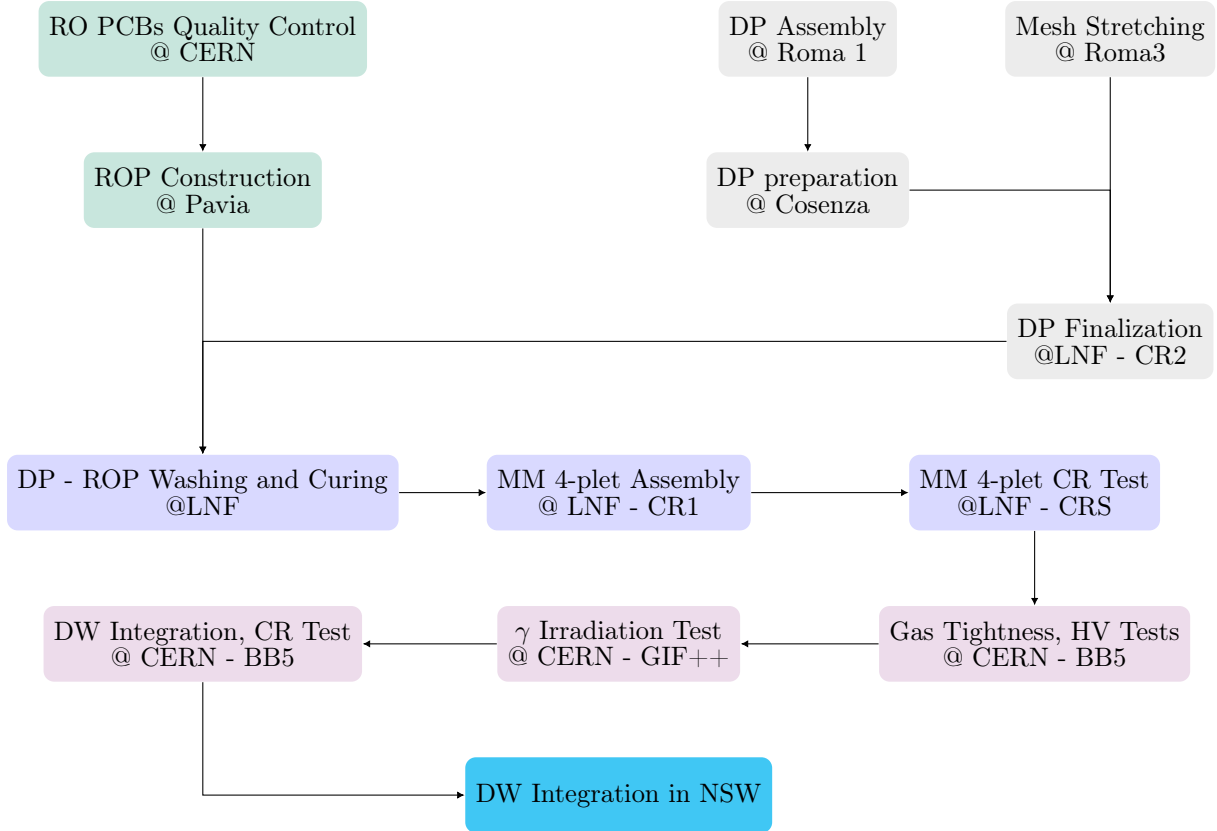 RO PCBs Quality Control
@ CERN
DP Assembly
@ Roma 1
Mesh Stretching
@ Roma3
ROP Construction
@ Pavia
DP preparation
@ Cosenza
DP Finalization
@LNF - CR2
DP - ROP Washing and Curing
@LNF
MM 4-plet Assembly
@ LNF - CR1
MM 4-plet CR Test
@LNF - CRS
DW Integration, CR Test
@ CERN - BB5
γ Irradiation Test
@ CERN - GIF++
Gas Tightness, HV Tests
@ CERN - BB5
DW Integration in NSW